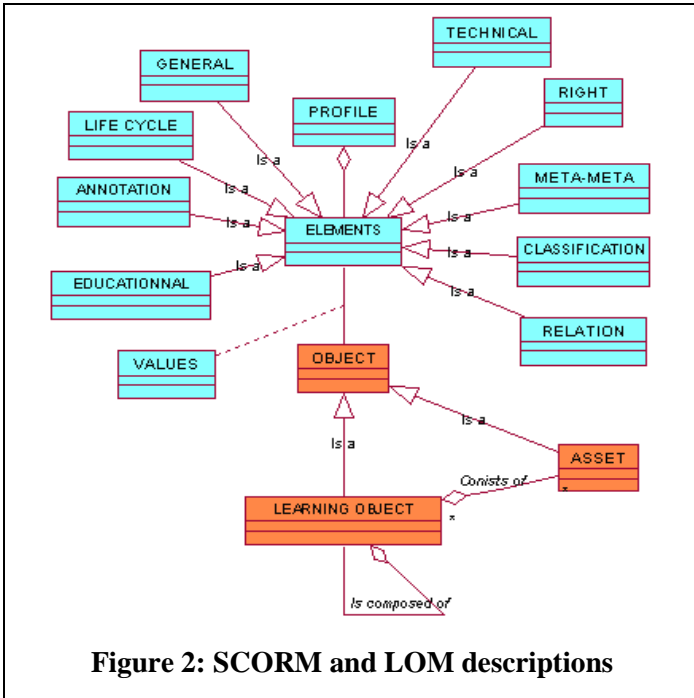 TECHNICAL
GENERAL
RIGHT
PROFILE
LIFE CYCLE
Is a
Is a
Is a
META-META
ANNOTATION
Is a
Is a
Is a
ELEMENTS
CLASSIFICATION
Is a
Is a
EDUCATIONNAL
Is a
RELATION
VALUES
OBJECT
Is a
Is a
ASSET
Conists of
*
LEARNING OBJECT
*
Is composed of
Figure 2: SCORM and LOM descriptions